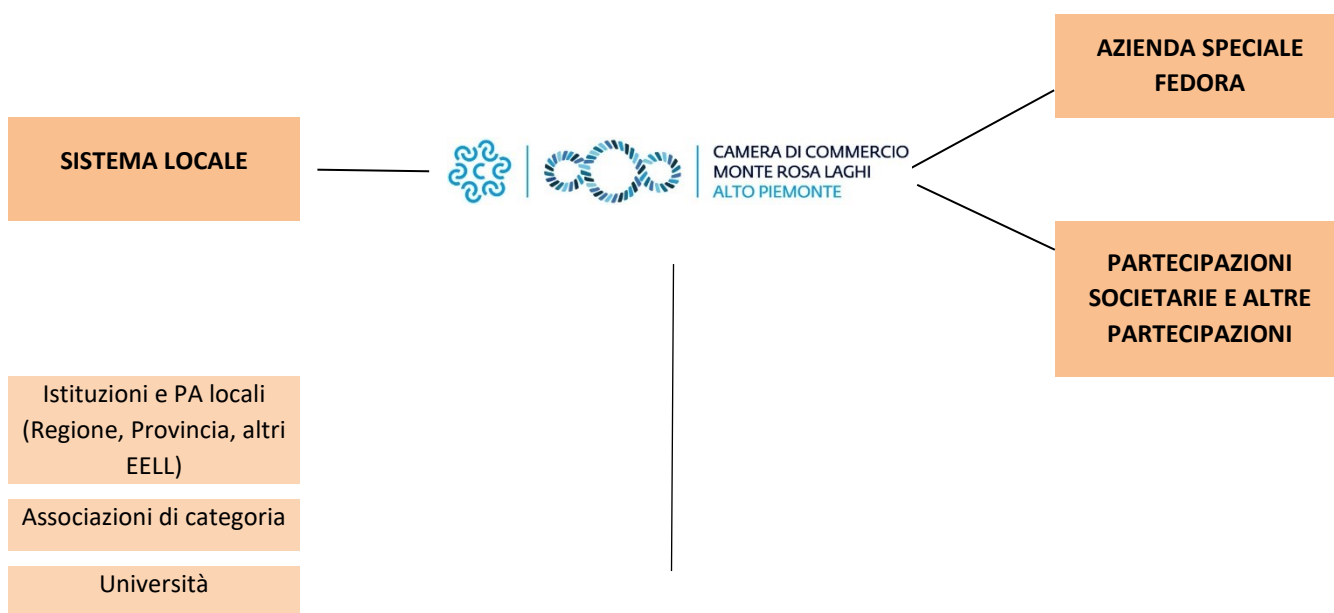 SISTEMA LOCALE
CAMERA DI COMMERCIO
MONTE ROSA LAGHI
ALTO PIEMONTE
AZIENDA SPECIALE
FEDORA
PARTECIPAZIONI
SOCIETARIE E ALTRE
PARTECIPAZIONI
Istituzioni e PA locali
(Regione, Provincia, altri
EELL)
Associazioni di categoria
Università